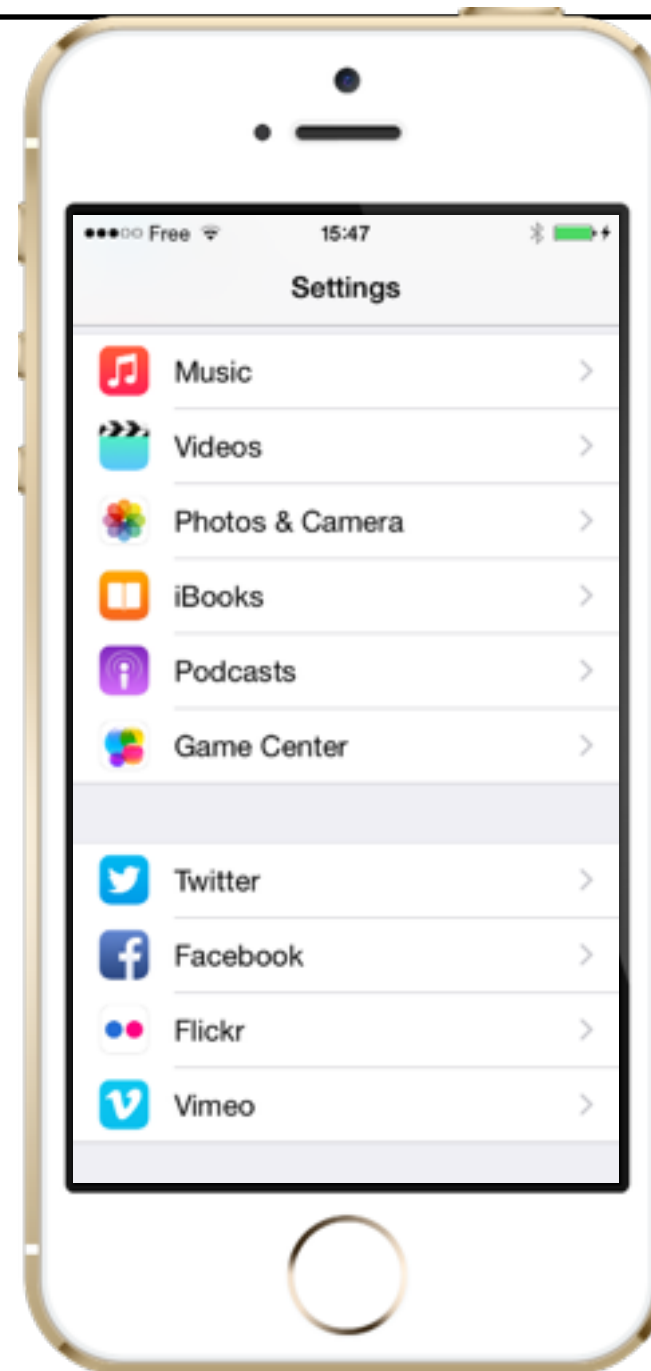 Free 15:47
Settings
Music
Videos
Photos & Camera
iBooks
Podcasts
Game Center
Twitter
Facebook
Flickr
Vimeo